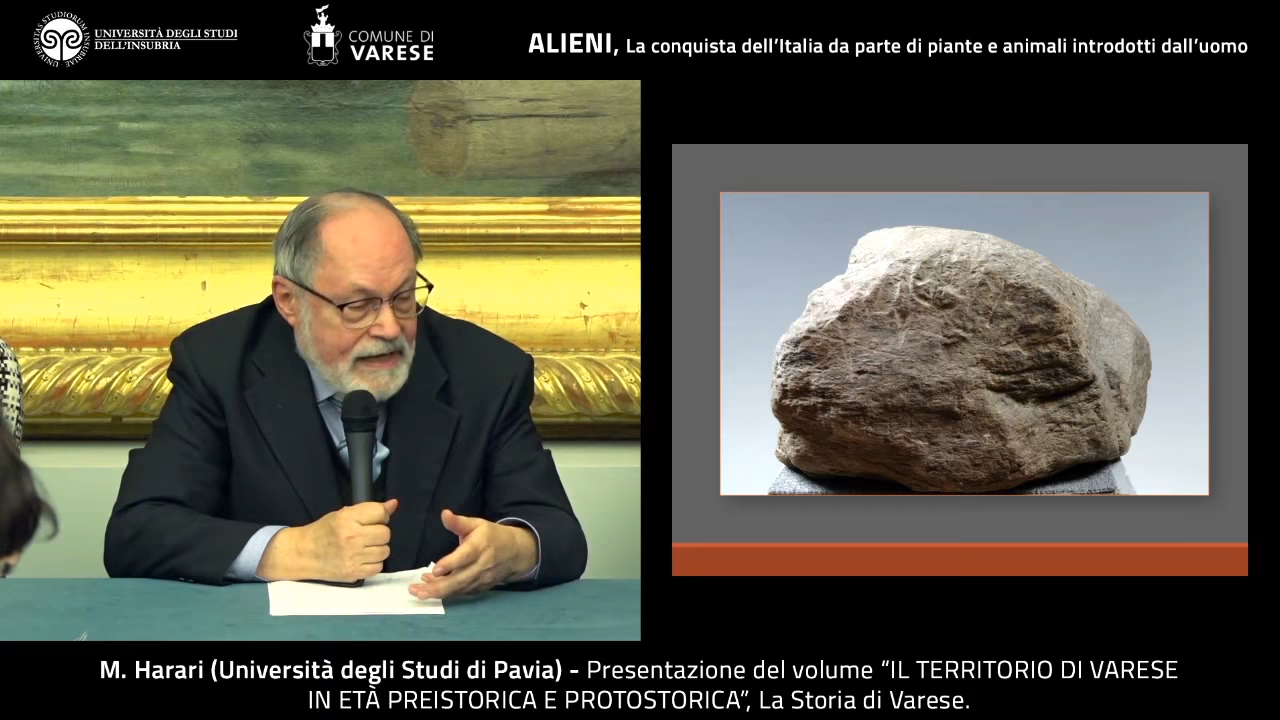 UNIVERSITÀ DEGLI STUDI
DELL'INSUBRIA
COMUNE DI
VARESE
ALIENI, La conquista dell'Italia da parte di piante e animali introdotti dall'uomo
M. Harari (Università degli Studi di Pavia) - Presentazione del volume “IL TERRITORIO DI VARESE
IN ETÀ PREISTORICA E PROTOSTORICA”, La Storia di Varese.